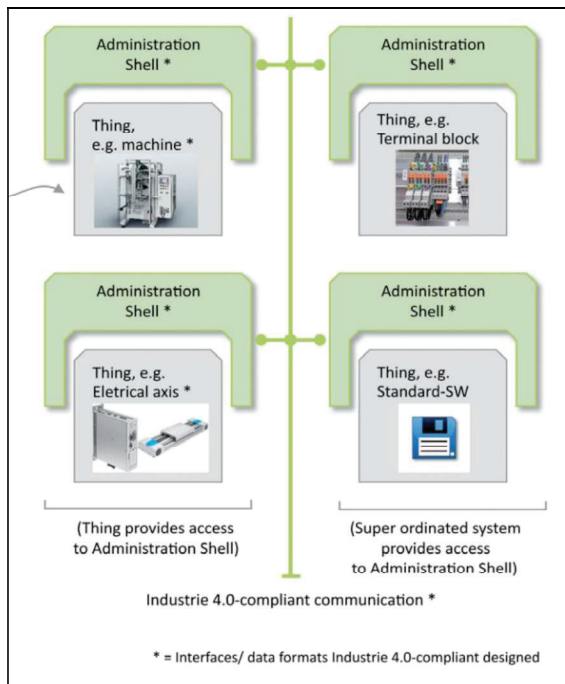 Administration
Shell *
Thing,
e.g. machine *
Administration
Shell *
Thing, e.g.
Terminal block
Administration
Shell *
Thing, e.g.
Eletrical axis *
Administration
Shell *
Thing, e.g.
Standard-SW
(Thing provides access
to Administration Shell)
(Super ordinated system
provides access
to Administration Shell)
Industrie 4.0-compliant communication *
* = Interfaces/ data formats Industrie 4.0-compliant designed